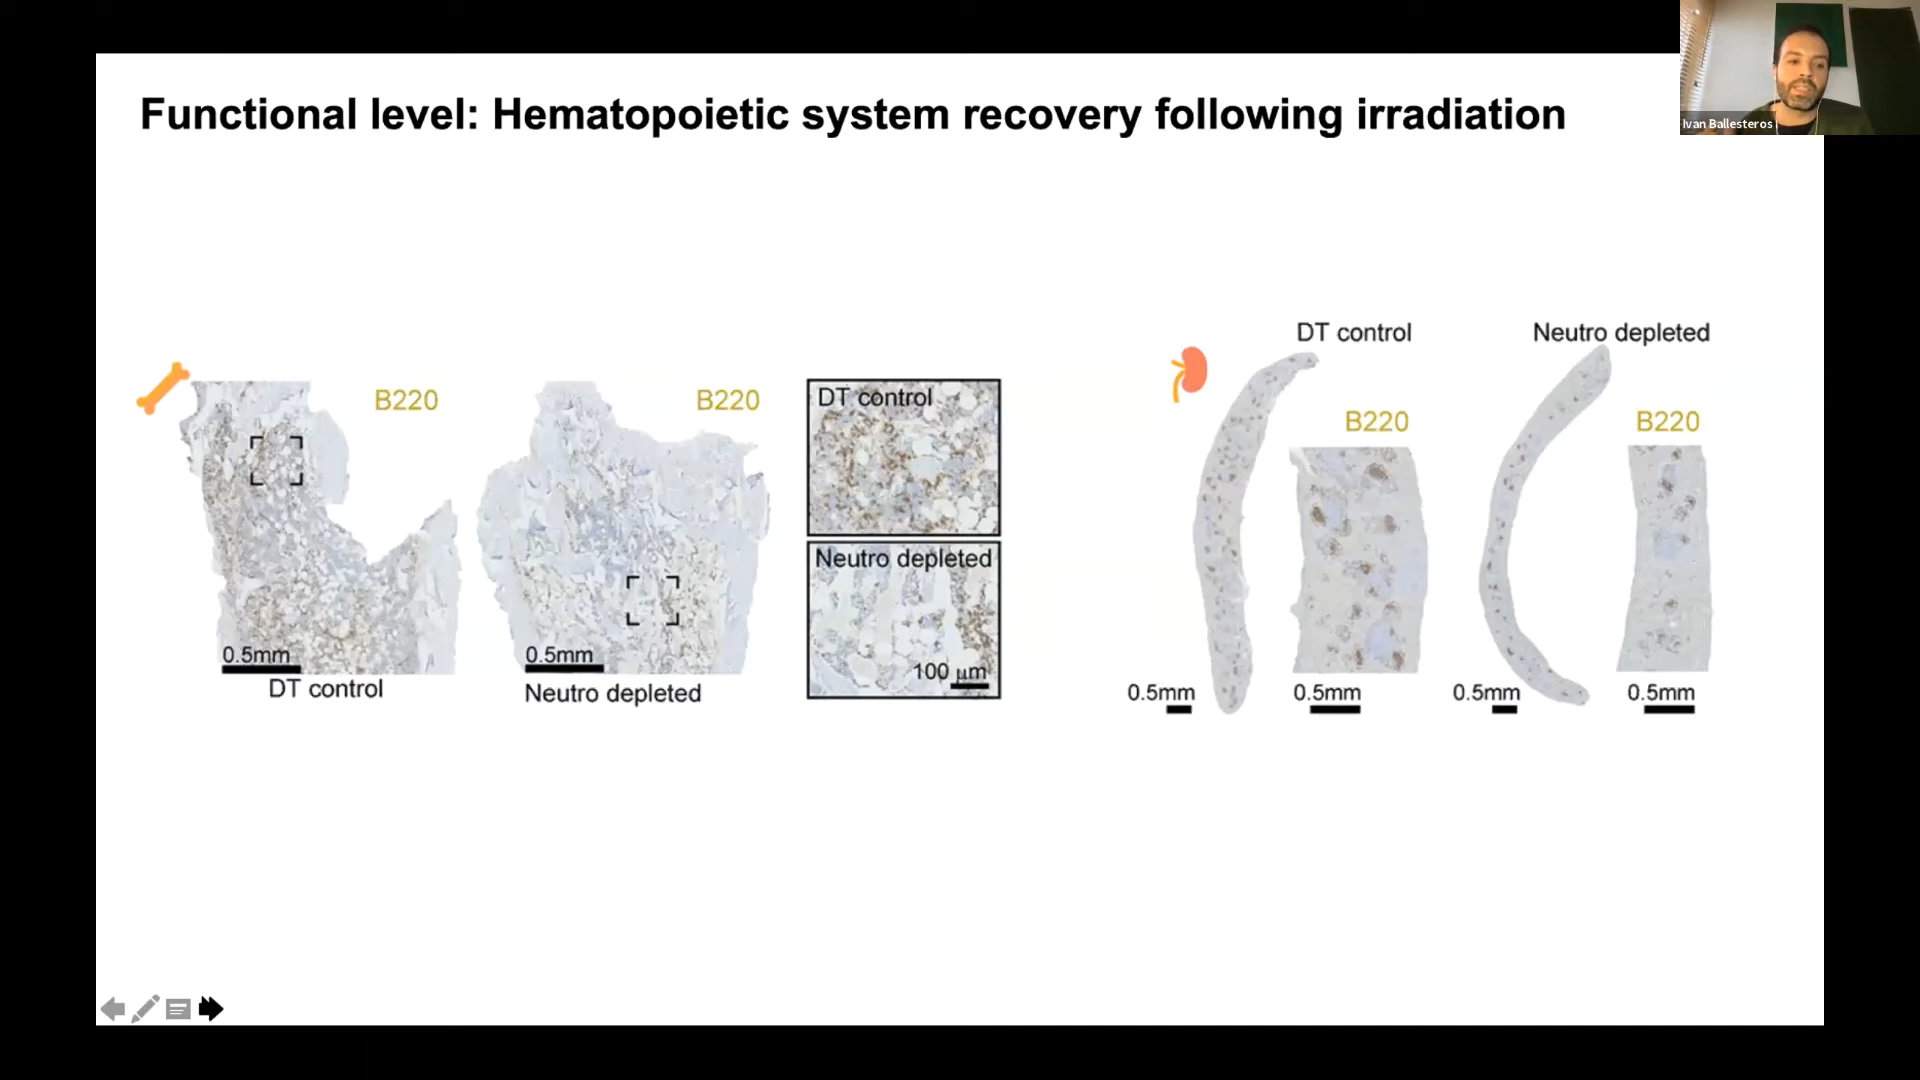 Ivan Ballesteros
Functional level: Hematopoietic system recovery following irradiation
B220
0.5mm
DT control
B220
0.5mm
Neutro depleted
DT control
Neutro depleted
100 µm
DT control
B220
0.5mm
0.5mm
Neutro depleted
B220
0.5mm
0.5mm